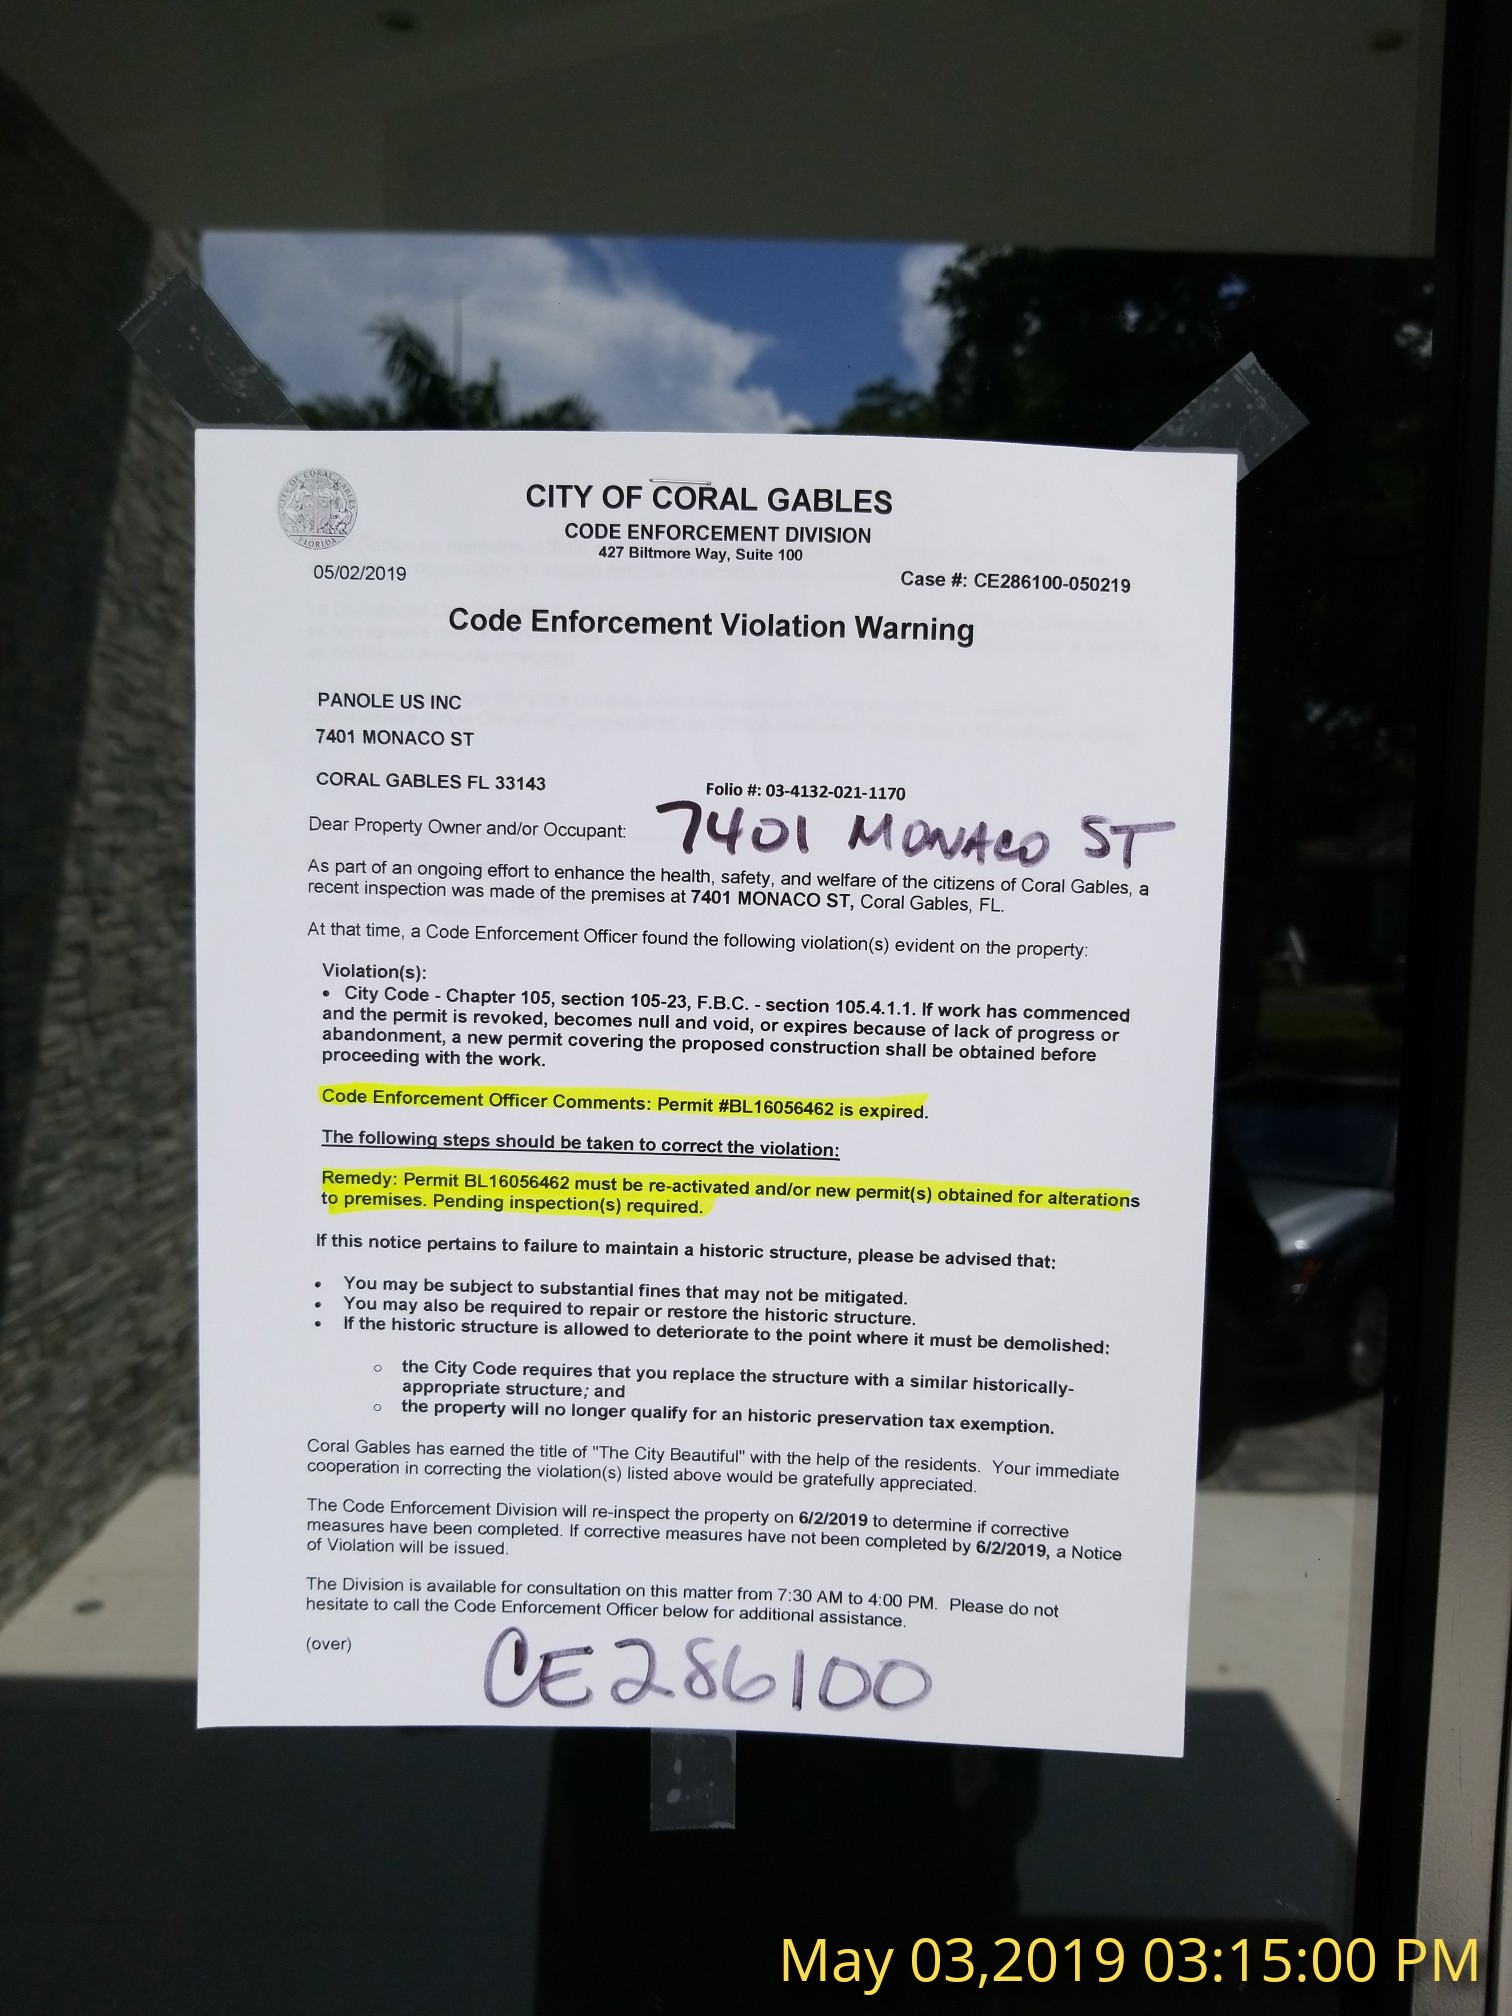 CITY OF CORAL GABLES
CODE ENFORCEMENT DIVISION
427 Biltmore Way, Suite 100
05/02/2019
Case #: CE286100-050219
Code Enforcement Violation Warning
PANOLE US INC
7401 MONACO ST
CORAL GABLES FL 33143
Folio #: 03-4132-021-1170
Dear Property Owner and/or Occupant:
7401 MONACO ST
As part of an ongoing effort to enhance the health, safety, and welfare of the citizens of Coral Gables, a
recent inspection was made of the premises at 7401 MONACO ST, Coral Gables, FL.
At that time, a Code Enforcement Officer found the following violation(s) evident on the property:
Violation(s):
• City Code - Chapter 105, section 105-23, F.B.C. - section 105.4.1.1. If work has commenced
and the permit is revoked, becomes null and void, or expires because of lack of progress or
abandonment, a new permit covering the proposed construction shall be obtained before
proceeding with the work.
Code Enforcement Officer Comments: Permit #BL16056462 is expired.
The following steps should be taken to correct the violation:
Remedy: Permit BL16056462 must be re-activated and/or new permit(s) obtained for alterations
to premises. Pending inspection(s) required.
If this notice pertains to failure to maintain a historic structure, please be advised that:
• You may be subject to substantial fines that may not be mitigated.
• You may also be required to repair or restore the historic structure.
• If the historic structure is allowed to deteriorate to the point where it must be demolished:
○ the City Code requires that you replace the structure with a similar historically-
appropriate structure; and
○ the property will no longer qualify for an historic preservation tax exemption.
Coral Gables has earned the title of "The City Beautiful" with the help of the residents. Your immediate
cooperation in correcting the violation(s) listed above would be gratefully appreciated.
The Code Enforcement Division will re-inspect the property on 6/2/2019 to determine if corrective
measures have been completed. If corrective measures have not been completed by 6/2/2019, a Notice
of Violation will be issued.
The Division is available for consultation on this matter from 7:30 AM to 4:00 PM. Please do not
hesitate to call the Code Enforcement Officer below for additional assistance.
(over)
CE286100
May 03,2019 03:15:00 PM